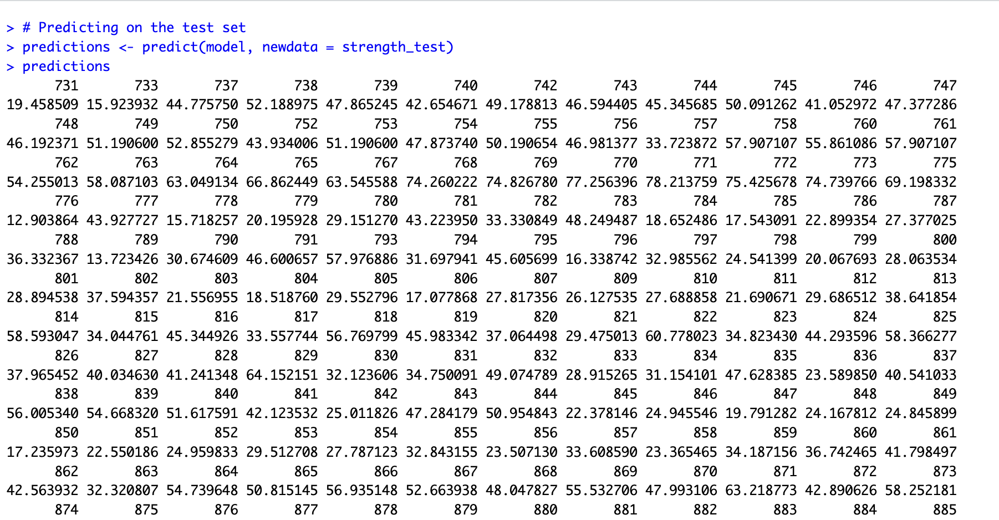 > # Predicting on the test set
> predictions <- predict(model, newdata = strength_test)
> predictions
731 733 737 738 739 740 742 743 744 745 746 747
19.458509 15.923932 44.775750 52.188975 47.865245 42.654671 49.178813 46.594405 45.345685 50.091262 41.052972 47.377286
748 749 750 752 753 754 755 756 757 758 760 761
46.192371 51.190600 52.855279 43.934006 51.190600 47.873740 50.190654 46.981377 33.723872 57.907107 55.861086 57.907107
762 763 764 765 767 768 769 770 771 772 773 775
54.255013 58.087103 63.049134 66.862449 63.545588 74.260222 74.826780 77.256396 78.213759 75.425678 74.739766 69.198332
776 777 778 779 780 781 782 783 784 785 786 787
12.903864 43.927727 15.718257 20.195928 29.151270 43.223950 33.330849 48.249487 18.652486 17.543091 22.899354 27.377025
788 789 790 791 793 794 795 796 797 798 799 800
36.332367 13.723426 30.674609 46.600657 57.976886 31.697941 45.605699 16.338742 32.985562 24.541399 20.067693 28.063534
801 802 803 804 805 806 807 809 810 811 812 813
28.894538 37.594357 21.556955 18.518760 29.552796 17.077868 27.817356 26.127535 27.688858 21.690671 29.686512 38.641854
814 815 816 817 818 819 820 821 822 823 824 825
58.593047 34.044761 45.344926 33.557744 56.769799 45.983342 37.064498 29.475013 60.778023 34.823430 44.293596 58.366277
826 827 828 829 830 831 832 833 834 835 836 837
37.965452 40.034630 41.241348 64.152151 32.123606 34.750091 49.074789 28.915265 31.154101 47.628385 23.589850 40.541033
838 839 840 841 842 843 844 845 846 847 848 849
56.005340 54.668320 51.617591 42.123532 25.011826 47.284179 50.954843 22.378146 24.945546 19.791282 24.167812 24.845899
850 851 852 853 854 855 856 857 858 859 860 861
17.235973 22.550186 24.959833 29.512708 27.787123 32.843155 23.507130 33.608590 23.365465 34.187156 36.742465 41.798497
862 863 864 865 866 867 868 869 870 871 872 873
42.563932 32.320807 54.739648 50.815145 56.935148 52.663938 48.047827 55.532706 47.993106 63.218773 42.890626 58.252181
874 875 876 877 878 879 880 881 882 883 884 885